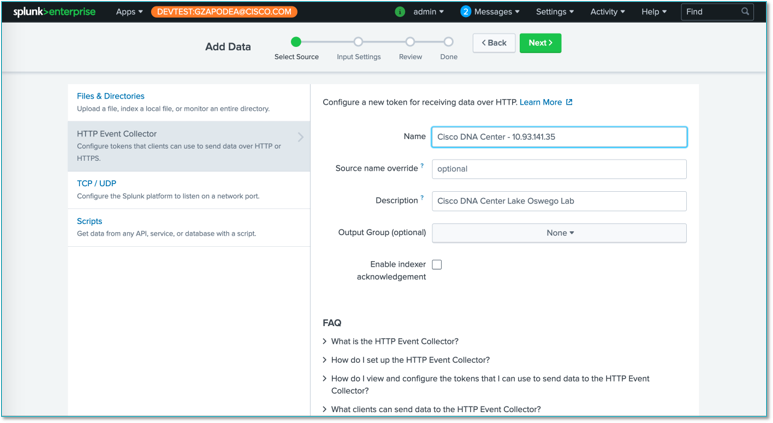 splunk>enterprise Apps DEVTEST.GZAPODEA@CISCO.COM i admin 2 Messages Settings Activity Help Find
Add Data
Select Source Input Settings Review Done
< Back Next >
Files & Directories
Upload a file, index a local file, or monitor an entire directory.
HTTP Event Collector
Configure tokens that clients can use to send data over HTTP or
HTTPS.
TCP / UDP
Configure the Splunk platform to listen on a network port.
Scripts
Get data from any API, service, or database with a script.
Configure a new token for receiving data over HTTP. Learn More
Name Cisco DNA Center - 10.93.141.35
Source name override ? optional
Description ? Cisco DNA Center Lake Oswego Lab
Output Group (optional) None
Enable indexer
acknowledgement
FAQ
> What is the HTTP Event Collector?
> How do I set up the HTTP Event Collector?
> How do I view and configure the tokens that I can use to send data to the HTTP Event
Collector?
> What clients can send data to the HTTP Event Collector?